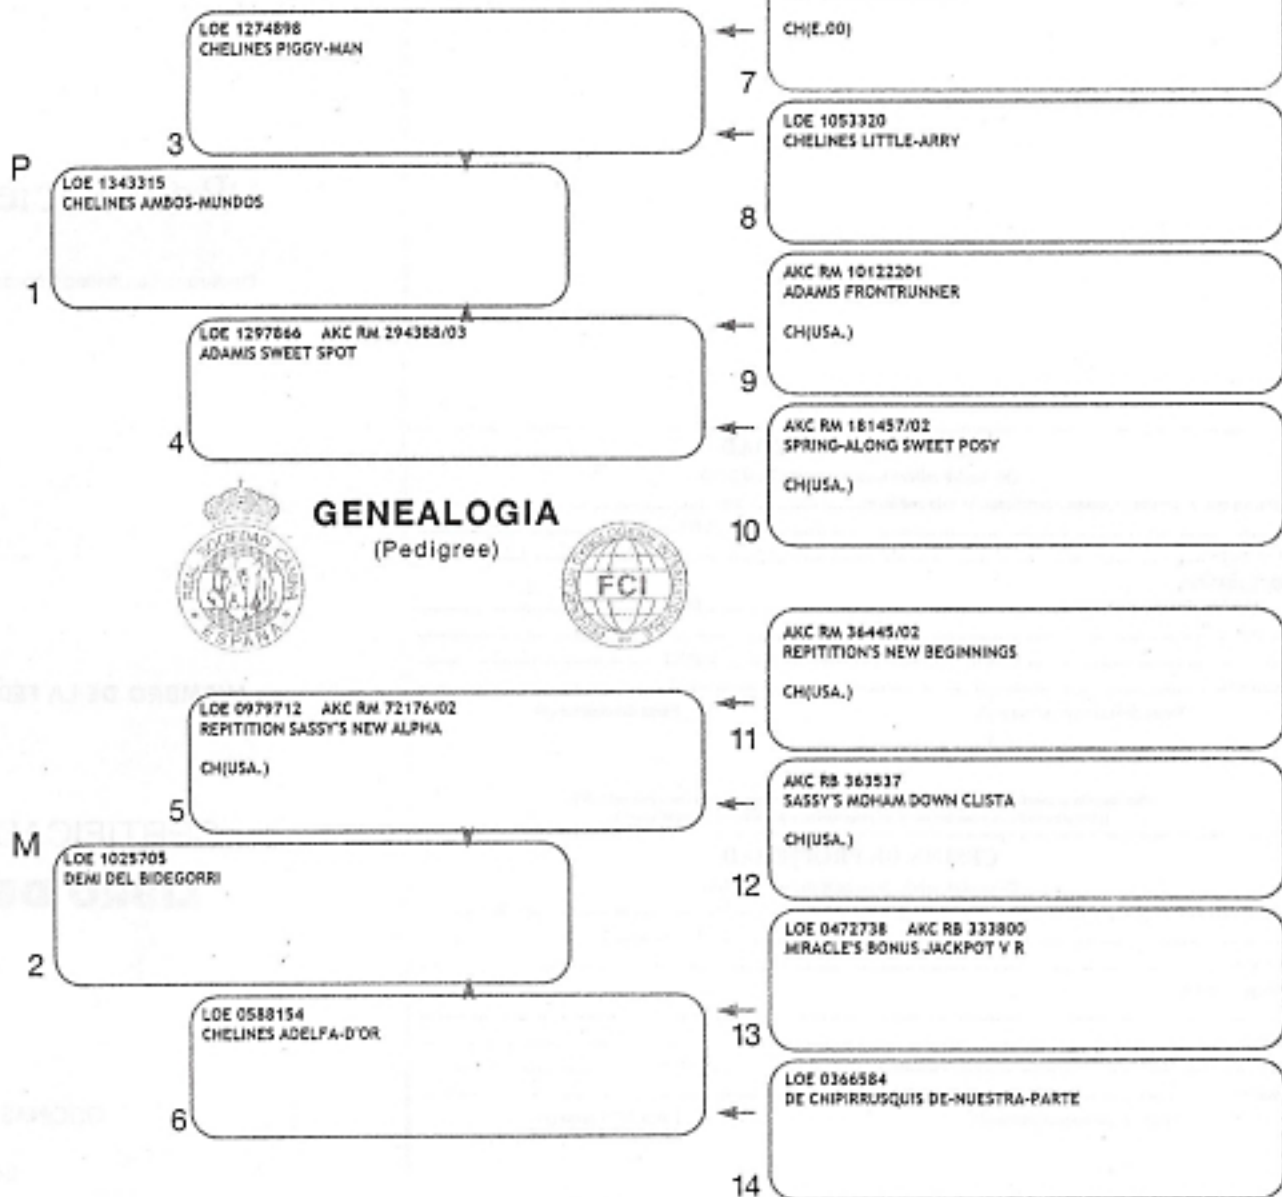 LOE 1274898
CHELINES PIGGY-MAN
3
CH(E.00)
7
LOE 1053320
CHELINES LITTLE-ARRY
8
P
LOE 1343315
CHELINES AMBOS-MUNDOS
1
AKC RM 10122201
ADAMIS FRONTRUNNER
CH(USA.)
9
LOE 1297866 AKC RM 294388/03
ADAMIS SWEET SPOT
4
AKC RM 181457/02
SPRING-ALONG SWEET POSY
CH(USA.)
10
GENEALOGIA
(Pedigree)
REAL SOCIEDAD CANINA
ESPAÑA
FCI
AKC RM 36445/02
REPITITION'S NEW BEGINNINGS
CH(USA.)
11
LOE 0979712 AKC RM 72176/02
REPITITION SASSY'S NEW ALPHA
CH(USA.)
5
AKC RB 363537
SASSY'S MOHAM DOWN CLISTA
CH(USA.)
12
M
LOE 1025705
DEMI DEL BIDEGORRI
2
LOE 0472738 AKC RB 333800
MIRACLE'S BONUS JACKPOT V R
13
LOE 0588154
CHELINES ADELFA-D'OR
6
LOE 0366584
DE CHIPIRRUSQUIS DE-NUESTRA-PARTE
14